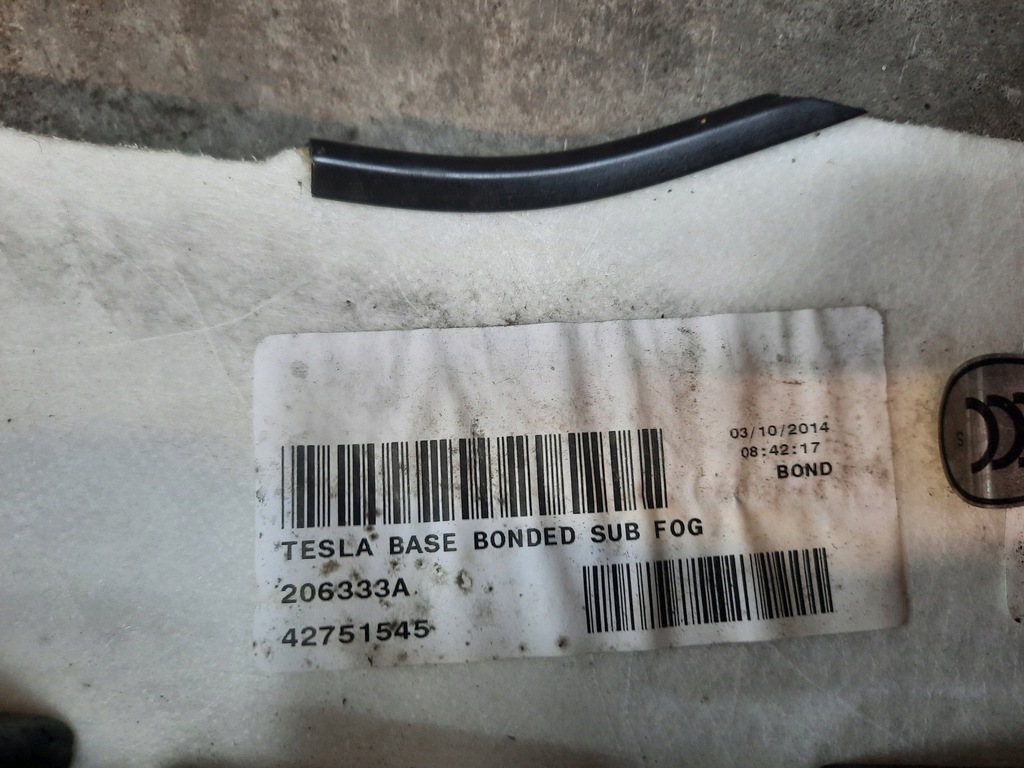 03/10/2014
08:42:17
BOND
TESLA BASE BONDED SUB FOG
206333A
42751545
S